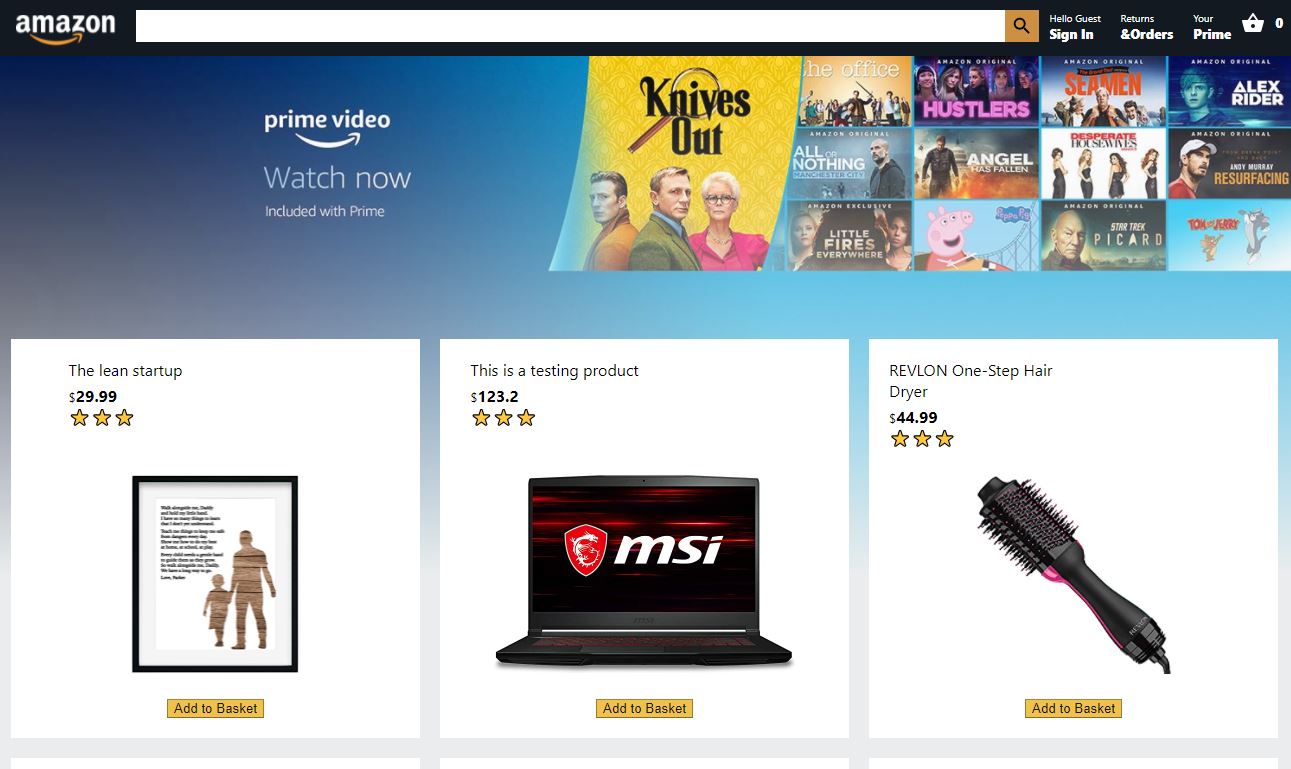 amazon
Hello Guest
Sign In
Returns
&Orders
Your
Prime
0
prime video
Watch now
Included with Prime
Knives
Out
the office
AMAZON ORIGINAL
HUSTLERS
AMAZON ORIGINAL
The Grand Tour
SEAMEN
AMAZON ORIGINAL
ALEX
RIDER
AMAZON ORIGINAL
ALL OR
NOTHING
MANCHESTER CITY
ANGEL
HAS FALLEN
DESPERATE
HOUSEWIVES
AMAZON ORIGINAL
ANDY MURRAY
RESURFACING
AMAZON EXCLUSIVE
LITTLE
FIRES
EVERYWHERE
Peppa Pig
AMAZON ORIGINAL
STAR TREK
PICARD
TOM and JERRY
The lean startup
$29.99
Walk alongside me, Daddy
and hold my little hand.
I have so many things to learn
that I don't yet understand.
Teach me things to keep me safe
from dangers every day.
Show me how to do my best
at home, at school, at play.
Every child needs a gentle hand
to guide them as they grow.
So walk alongside me, Daddy.
We have a long way to go.
Love, Parker
Add to Basket
This is a testing product
$123.2
msi
msi
Add to Basket
REVLON One-Step Hair
Dryer
$44.99
REVLON
Add to Basket